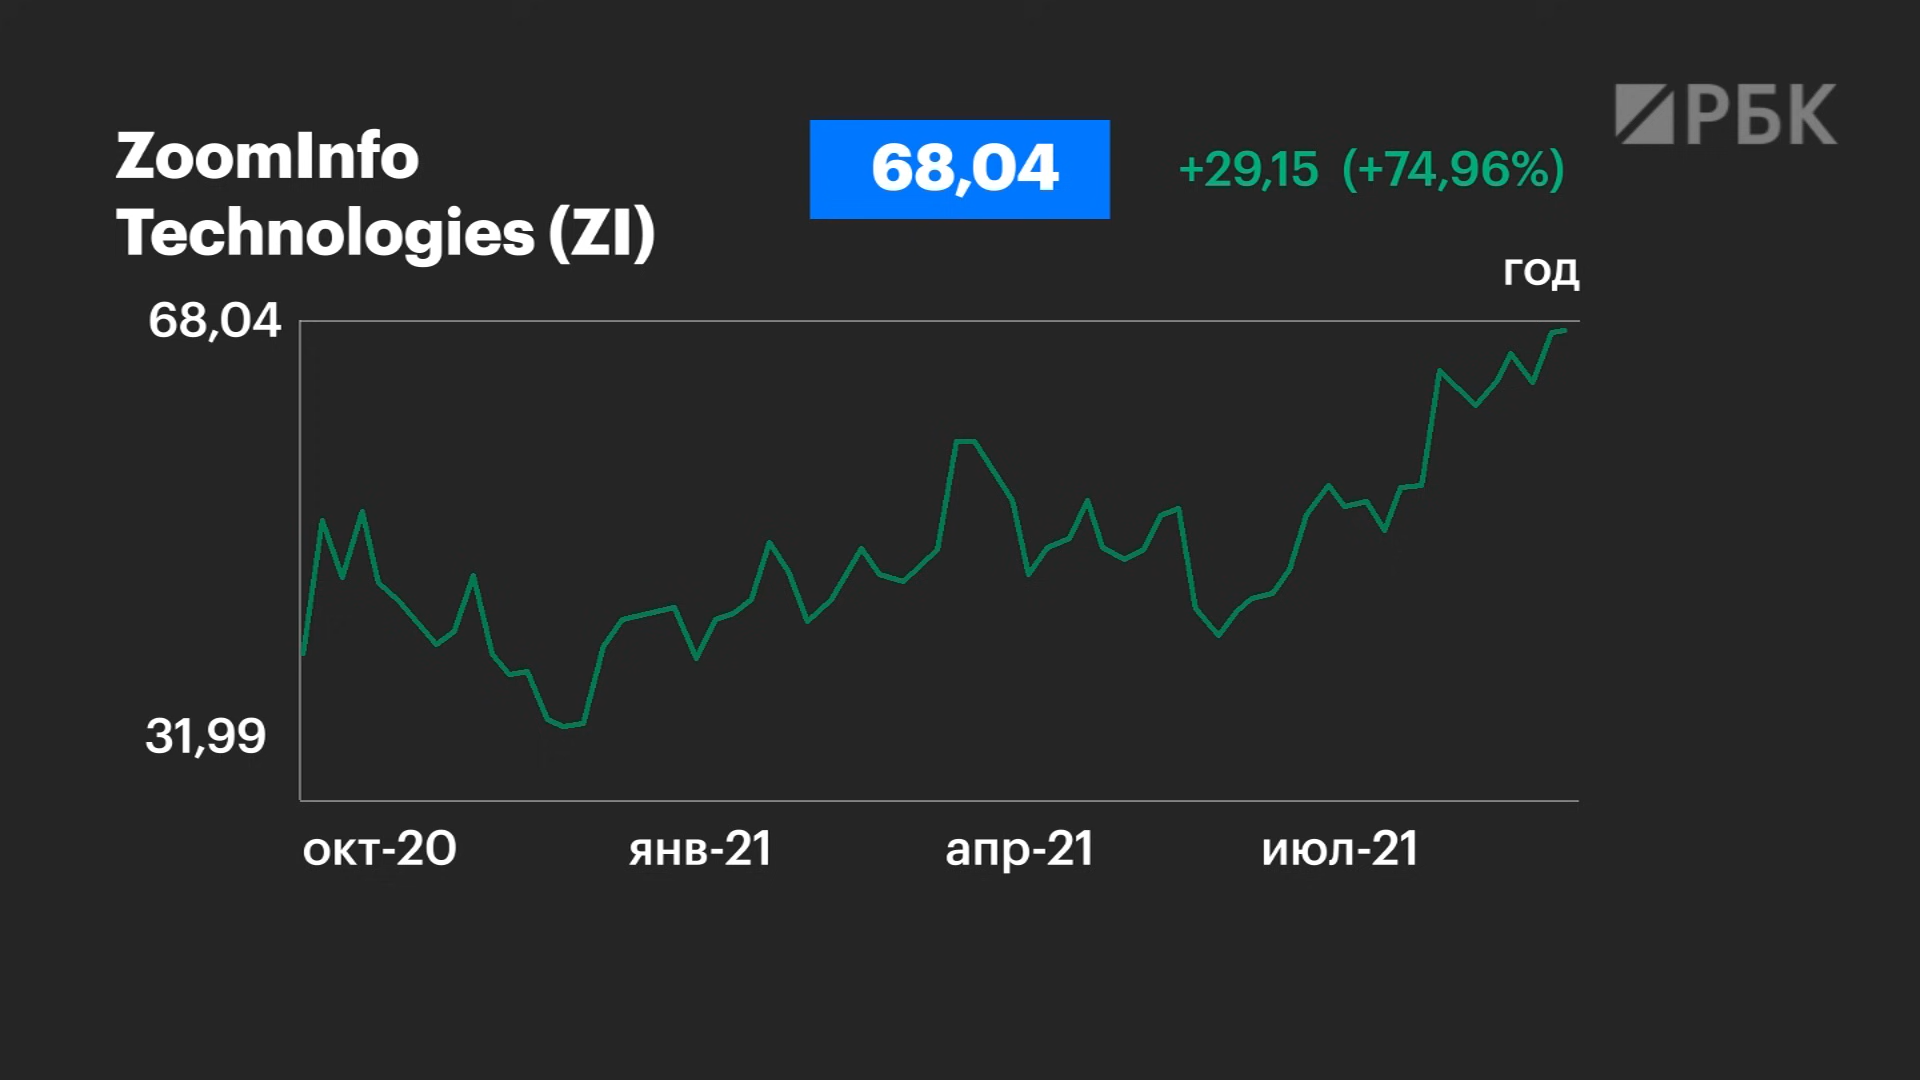 РБК
ZoomInfo
Technologies (ZI)
68,04
+29,15 (+74,96%)
год
68,04
31,99
окт-20
янв-21
апр-21
июл-21